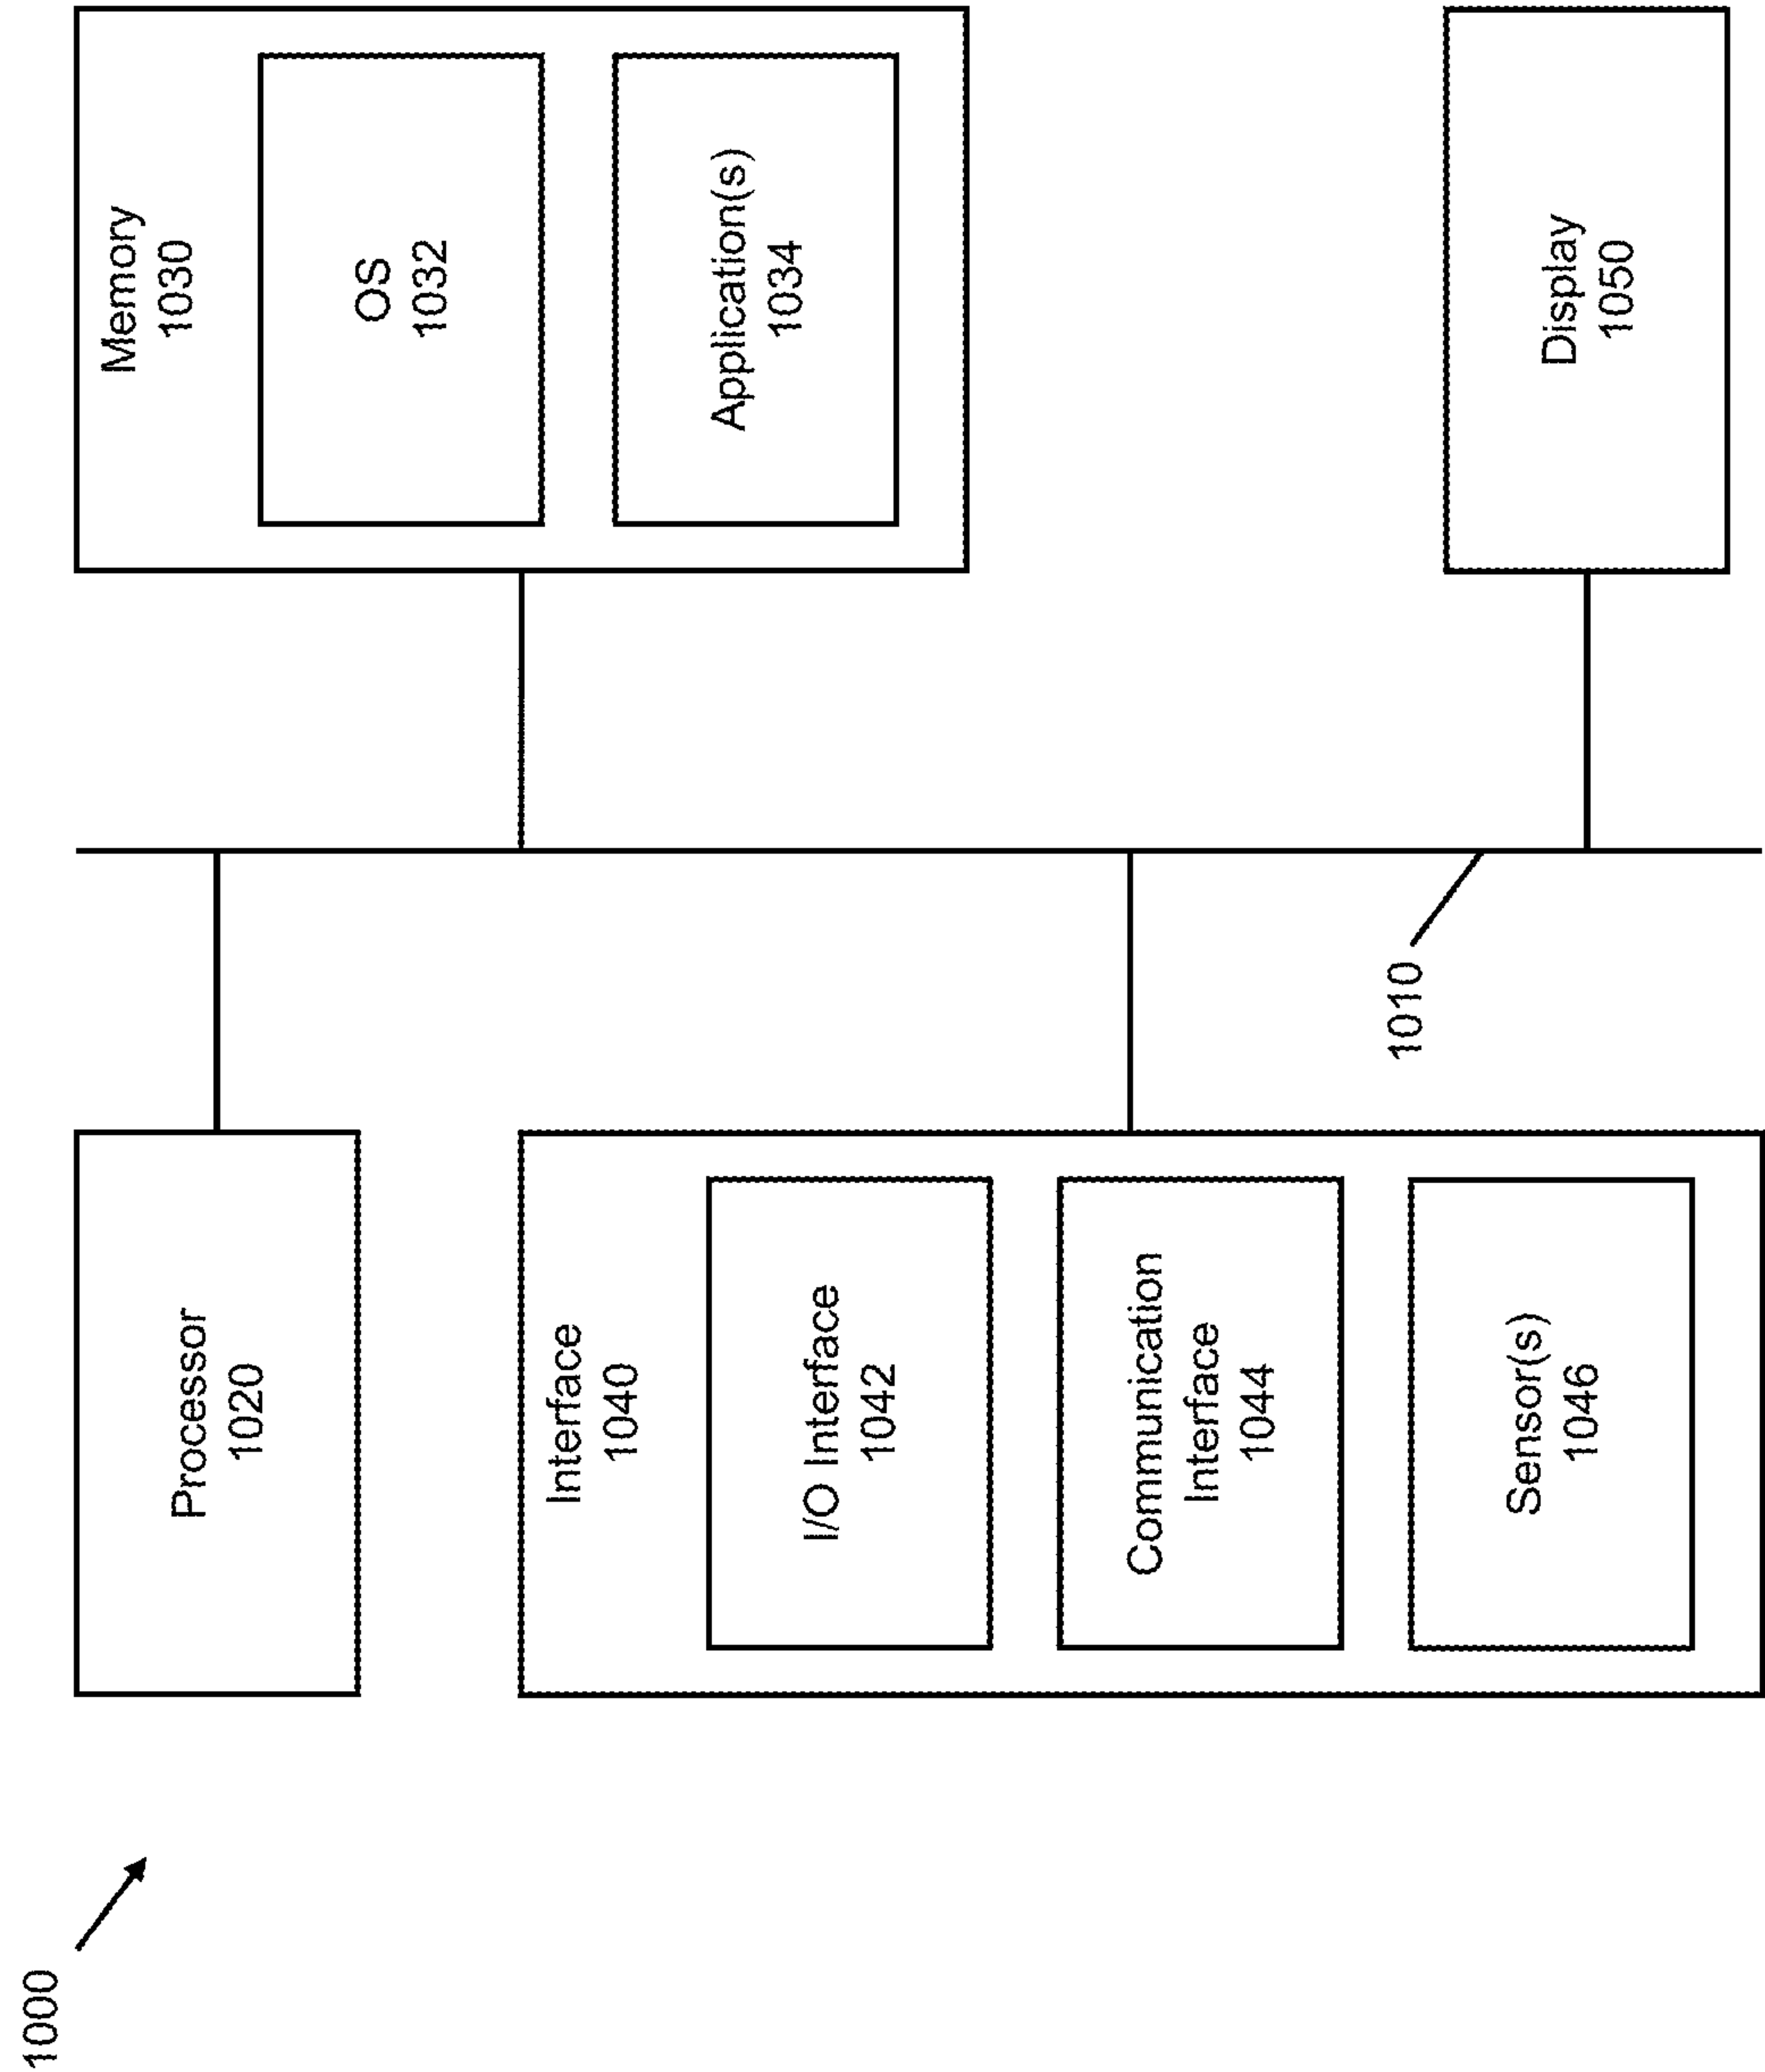 1000
Processor
1020
Memory
1030
OS
1032
Application(s)
1034
Interface
1040
I/O Interface
1042
Communication
Interface
1044
Sensor(s)
1046
1010
Display
1050